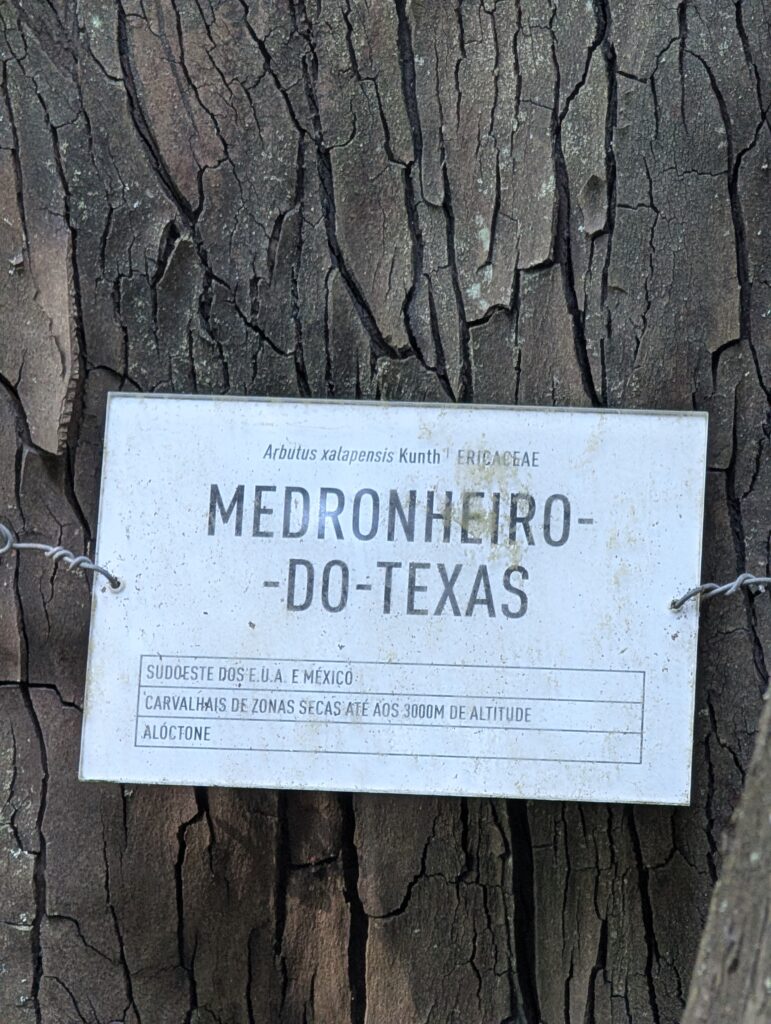 Arbutus xalapensis Kunth | ERICACEAE
MEDRONHEIRO-
-DO-TEXAS
SUDOESTE DOS E.U.A. E MÉXICO
CARVALHAIS DE ZONAS SECAS ATÉ AOS 3000M DE ALTITUDE
ALÓCTONE